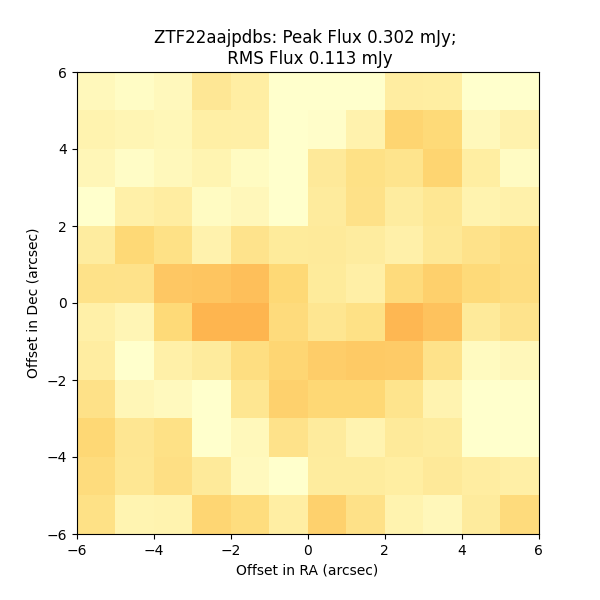 ZTF22aajpdbs: Peak Flux 0.302 mJy;
RMS Flux 0.113 mJy
6
4
2
0
−2
−4
−6
Offset in Dec (arcsec)
−6 −4 −2 0 2 4 6
Offset in RA (arcsec)